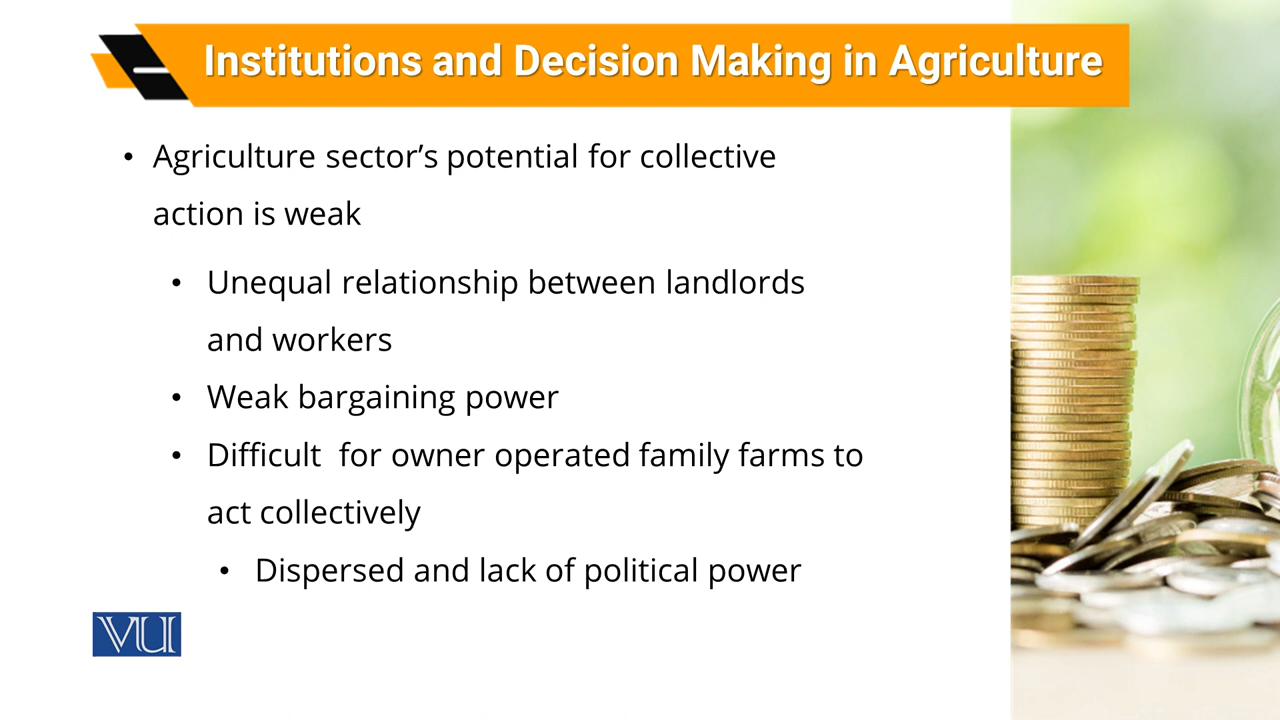 Institutions and Decision Making in Agriculture
• Agriculture sector’s potential for collective
action is weak
• Unequal relationship between landlords
and workers
• Weak bargaining power
• Difficult  for owner operated family farms to
act collectively
• Dispersed and lack of political power
VU